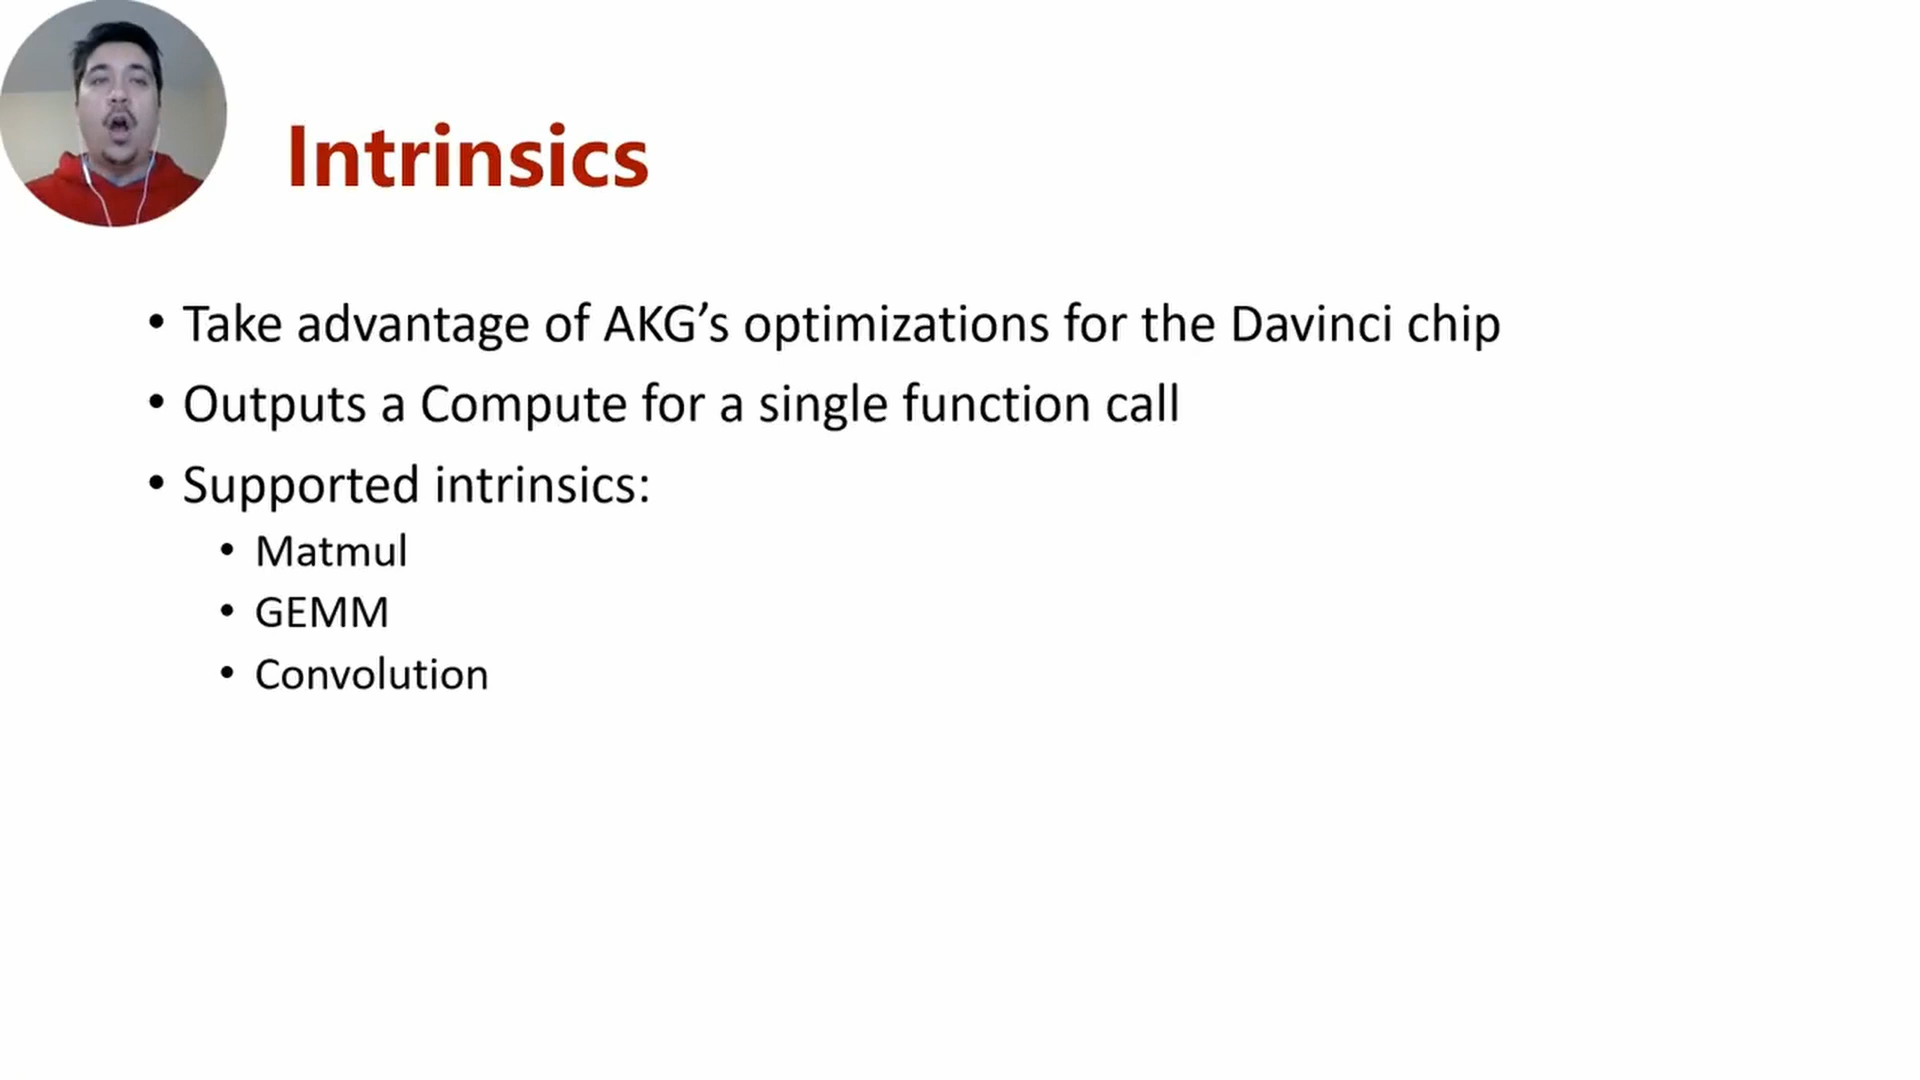 Intrinsics
• Take advantage of AKG’s optimizations for the Davinci chip
• Outputs a Compute for a single function call
• Supported intrinsics:
• Matmul
• GEMM
• Convolution